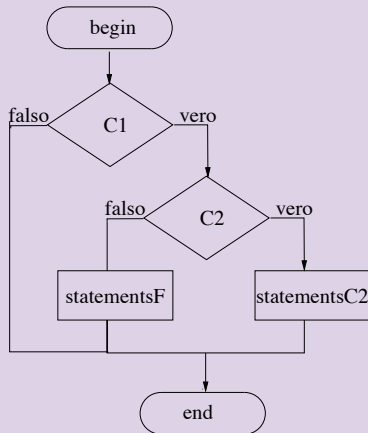 begin
falso
C1
vero
falso
C2
vero
statementsF
statementsC2
end